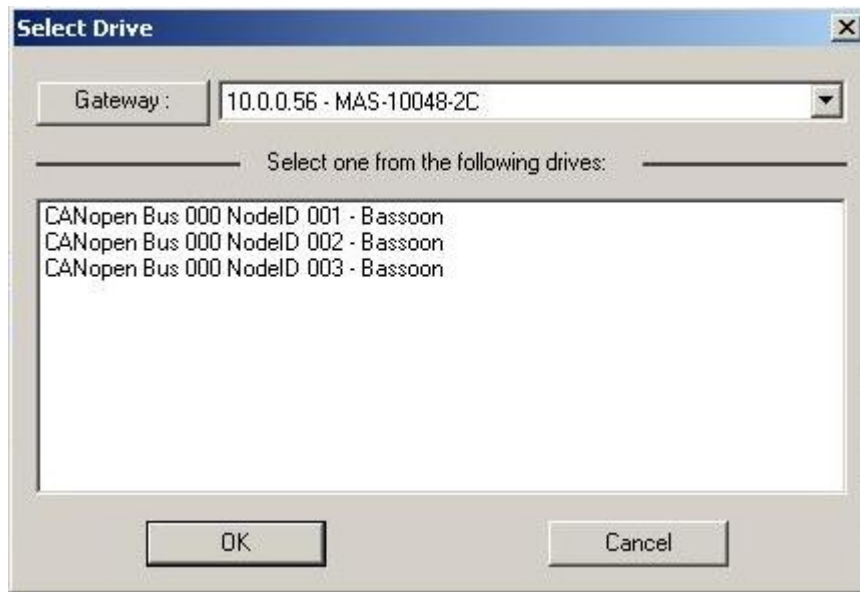 Select Drive
Gateway : 10.0.0.56 - MAS-10048-2C
Select one from the following drives:
CANopen Bus 000 NodeID 001 - Bassoon
CANopen Bus 000 NodeID 002 - Bassoon
CANopen Bus 000 NodeID 003 - Bassoon
OK Cancel